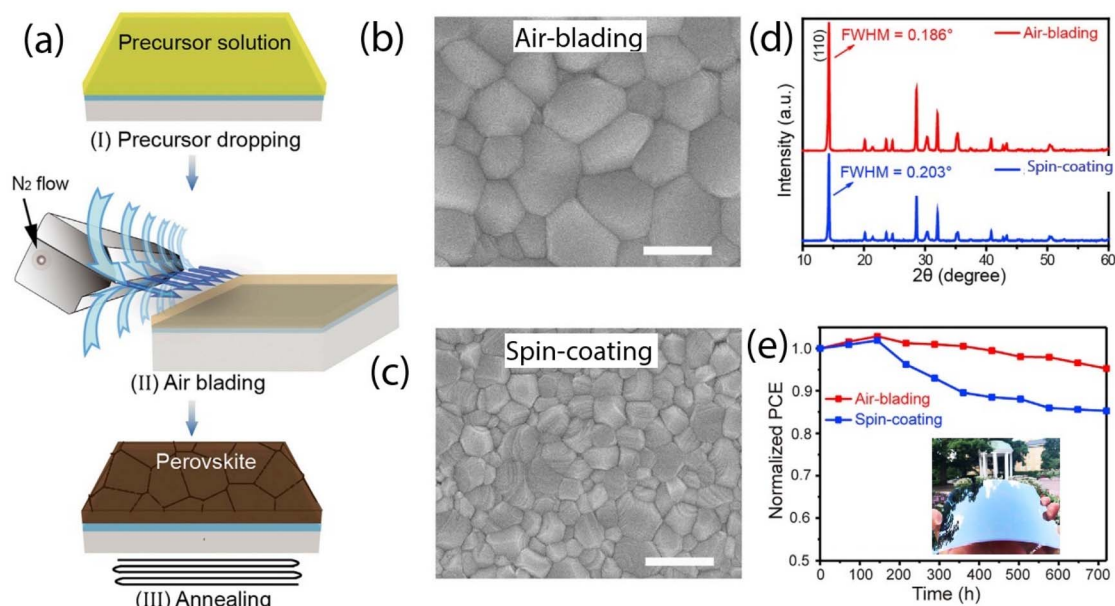 (a)
Precursor solution
(I) Precursor dropping
N2 flow
(II) Air blading
Perovskite
(III) Annealing
(b)
Air-blading
(c)
Spin-coating
(d)
(110)
FWHM = 0.186°
Air-blading
FWHM = 0.203°
Spin-coating
Intensity (a.u.)
10 20 30 40 50 60
2θ (degree)
(e)
1.0
0.9
0.8
0.7
0.6
0.5
Normalized PCE
Air-blading
Spin-coating
0 100 200 300 400 500 600 700
Time (h)